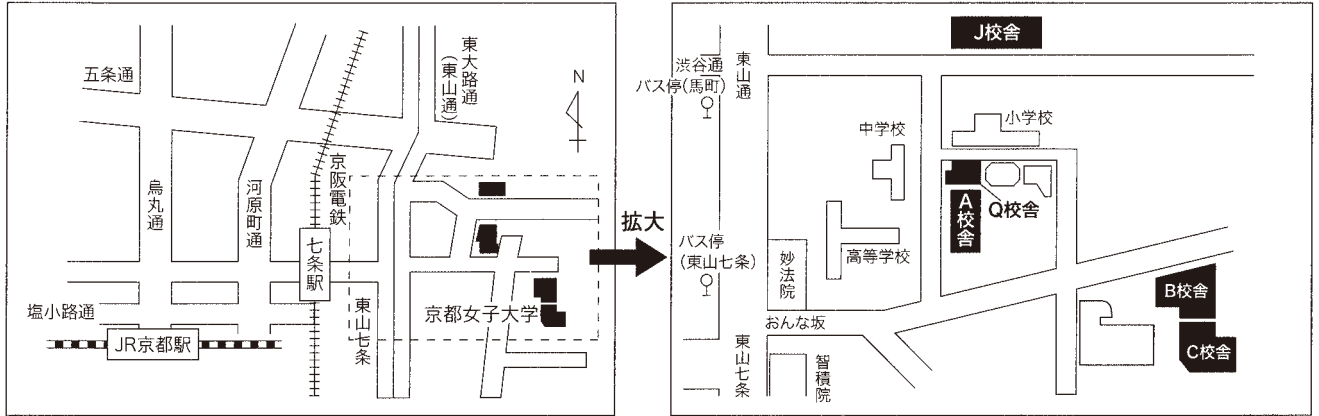 五条通
烏丸通
河原町通
京阪電鉄
東大路通
(東山通)
N
七条駅
塩小路通
JR京都駅
東山七条
京都女子大学
拡大
J校舎
渋谷通
東山通
バス停(馬町)
中学校
小学校
A校舎
Q校舎
バス停
(東山七条)
妙法院
高等学校
おんな坂
B校舎
C校舎
東山七条
智積院